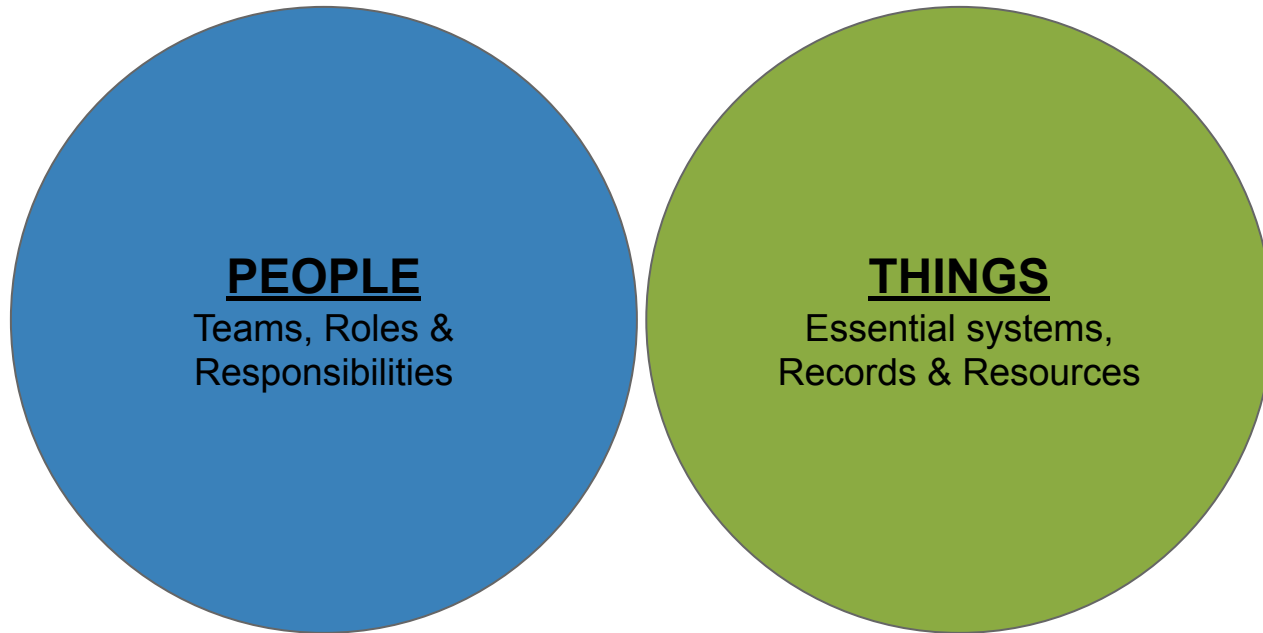 PEOPLE
Teams, Roles &
Responsibilities
THINGS
Essential systems,
Records & Resources